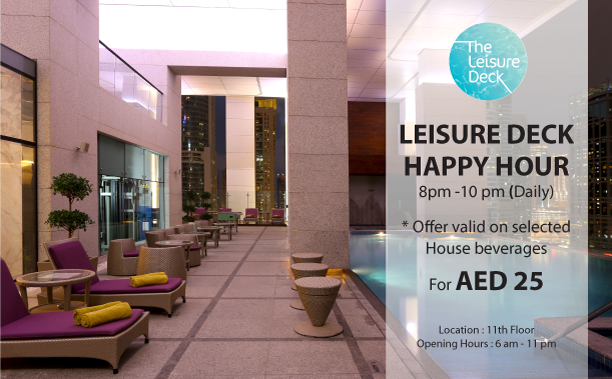 The
Leisure
Deck
LEISURE DECK
HAPPY HOUR
8pm -10 pm (Daily)
* Offer valid on selected
House beverages
For AED 25
Location : 11th Floor
Opening Hours : 6 am - 11 pm